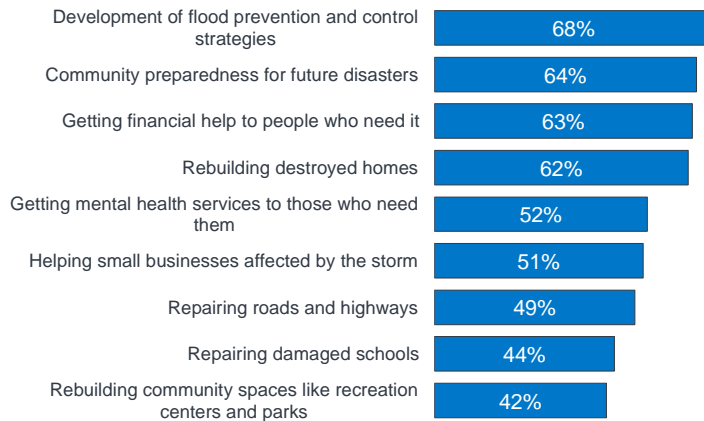 Development of flood prevention and control
strategies
68%
Community preparedness for future disasters
64%
Getting financial help to people who need it
63%
Rebuilding destroyed homes
62%
Getting mental health services to those who need
them
52%
Helping small businesses affected by the storm
51%
Repairing roads and highways
49%
Repairing damaged schools
44%
Rebuilding community spaces like recreation
centers and parks
42%